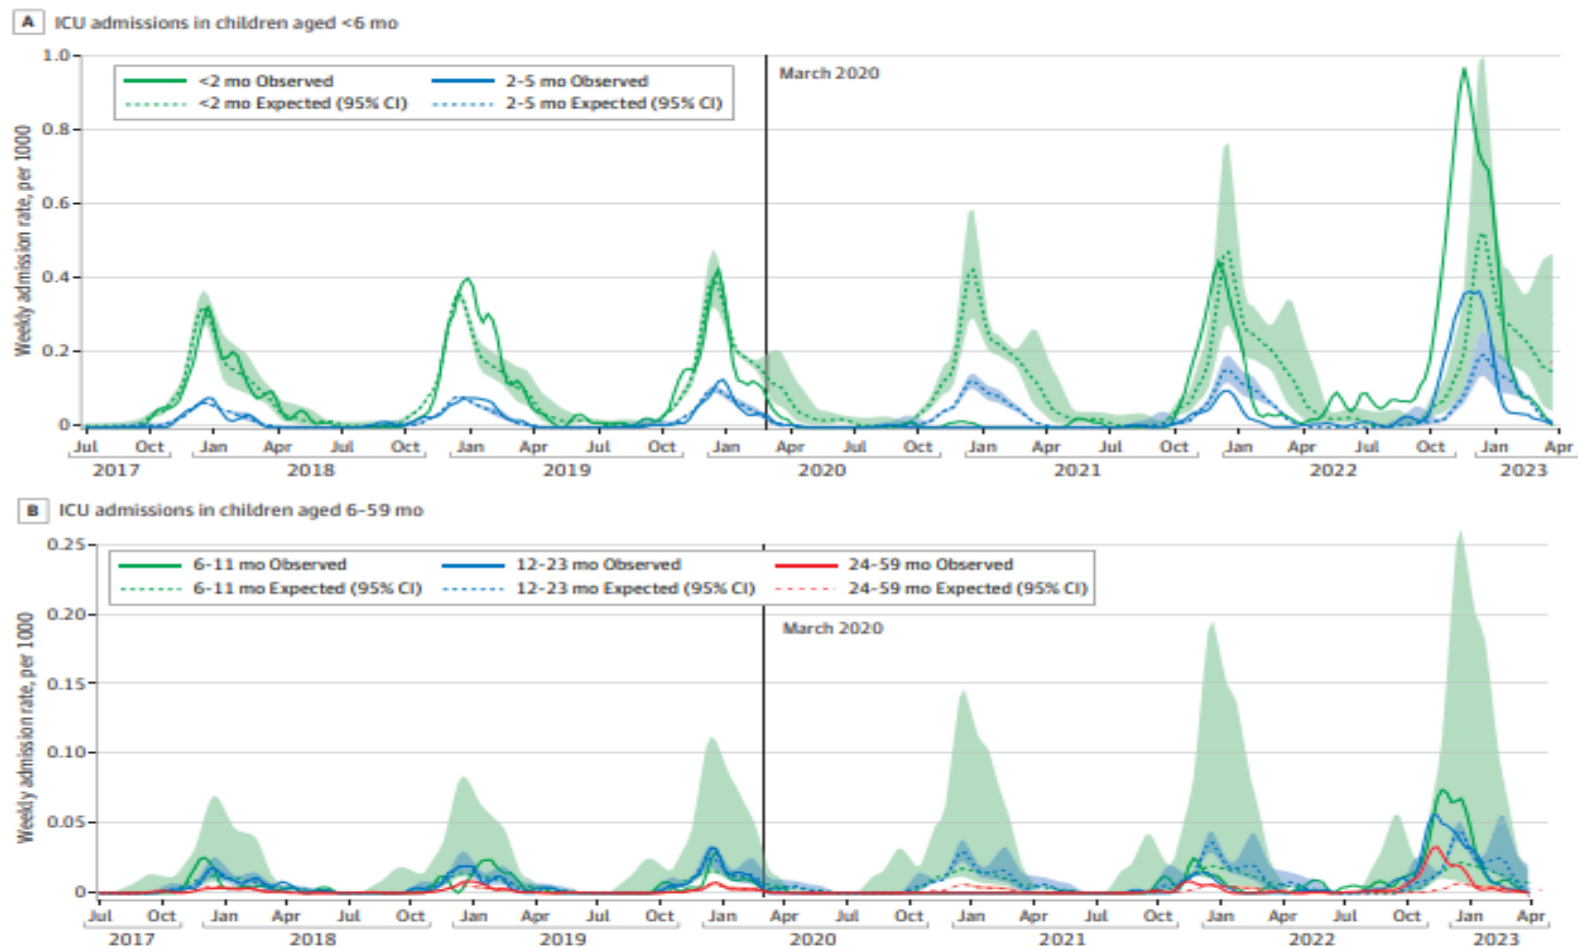 A ICU admissions in children aged <6 mo
1.0
0.8
0.6
0.4
0.2
0
Weekly admission rate, per 1000
<2 mo Observed 2-5 mo Observed
<2 mo Expected (95% CI) 2-5 mo Expected (95% CI)
March 2020
Jul Oct Jan Apr Jul Oct Jan Apr Jul Oct Jan Apr Jul Oct Jan Apr Jul Oct Jan Apr Jul Oct Jan Apr
2017 2018 2019 2020 2021 2022 2023
B ICU admissions in children aged 6-59 mo
0.25
0.20
0.15
0.10
0.05
0
Weekly admission rate, per 1000
6-11 mo Observed 12-23 mo Observed 24-59 mo Observed
6-11 mo Expected (95% CI) 12-23 mo Expected (95% CI) 24-59 mo Expected (95% CI)
March 2020
Jul Oct Jan Apr Jul Oct Jan Apr Jul Oct Jan Apr Jul Oct Jan Apr Jul Oct Jan Apr Jul Oct Jan Apr
2017 2018 2019 2020 2021 2022 2023